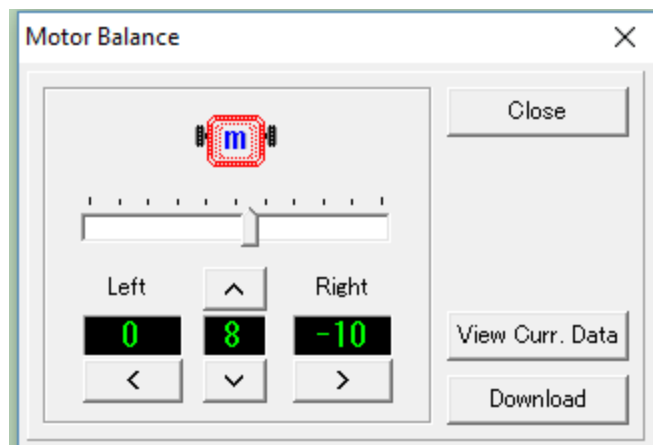 Motor Balance
Close
m
Left
Right
0
8
-10
View Curr. Data
Download